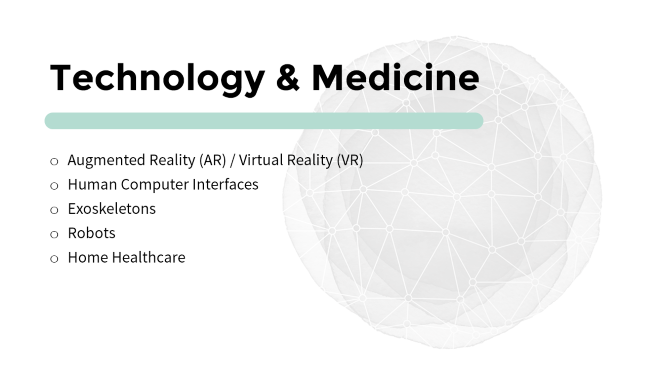 Technology & Medicine
○ Augmented Reality (AR) / Virtual Reality (VR)
○ Human Computer Interfaces
○ Exoskeletons
○ Robots
○ Home Healthcare